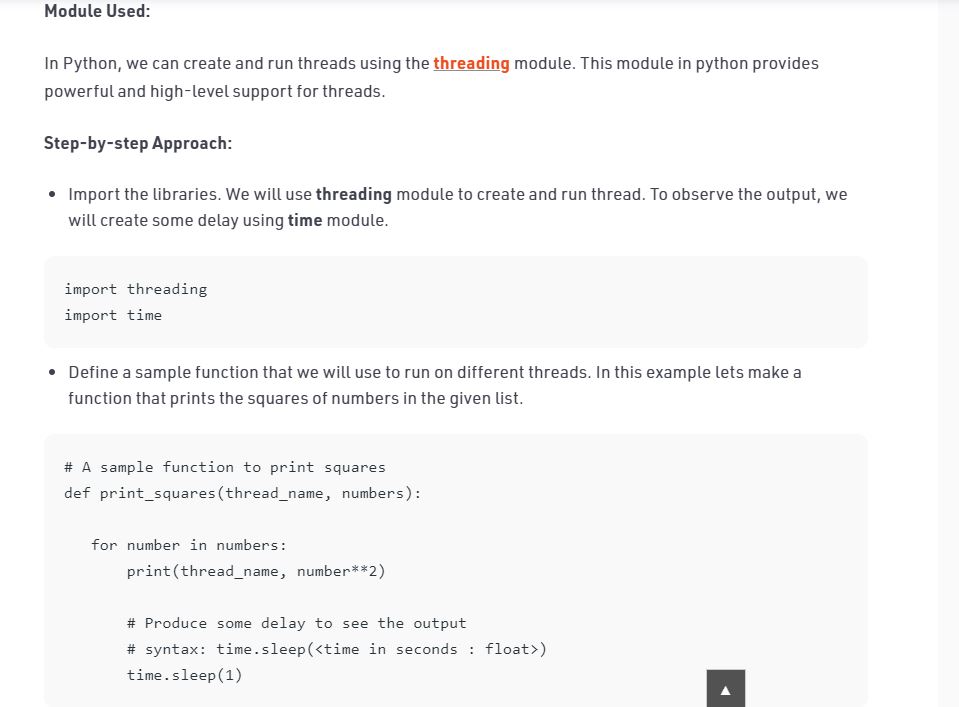 Module Used:
In Python, we can create and run threads using the threading module. This module in python provides
powerful and high-level support for threads.
Step-by-step Approach:
• Import the libraries. We will use threading module to create and run thread. To observe the output, we
will create some delay using time module.
import threading
import time
• Define a sample function that we will use to run on different threads. In this example lets make a
function that prints the squares of numbers in the given list.
# A sample function to print squares
def print_squares(thread_name, numbers):
for number in numbers:
print(thread_name, number**2)
# Produce some delay to see the output
# syntax: time.sleep(<time in seconds : float>)
time.sleep(1)